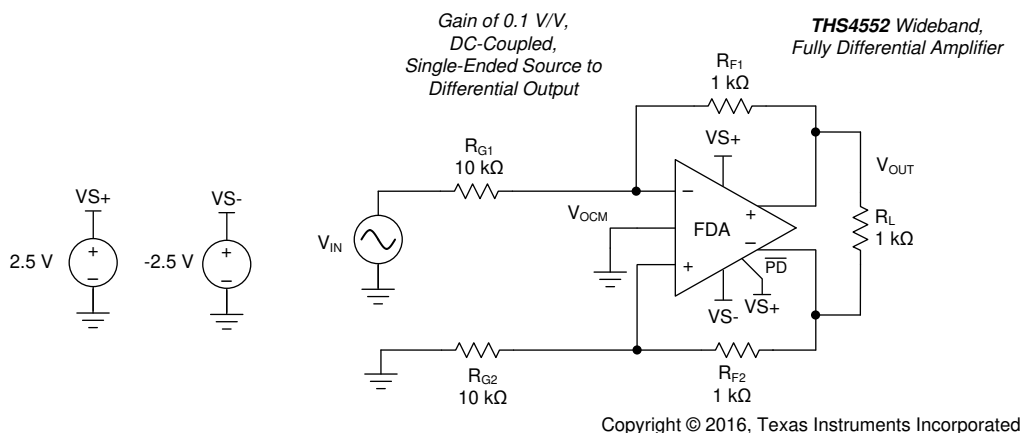 Gain of 0.1 V/V,
DC-Coupled,
Single-Ended Source to
Differential Output
THS4552 Wideband,
Fully Differential Amplifier
RF1
1 kΩ
VS+
RG1
10 kΩ
VOUT
VS+
VS-
VOCM
RL
1 kΩ
FDA
VIN
2.5 V
-2.5 V
PD
VS-
VS+
RG2
10 kΩ
RF2
1 kΩ
Copyright © 2016, Texas Instruments Incorporated